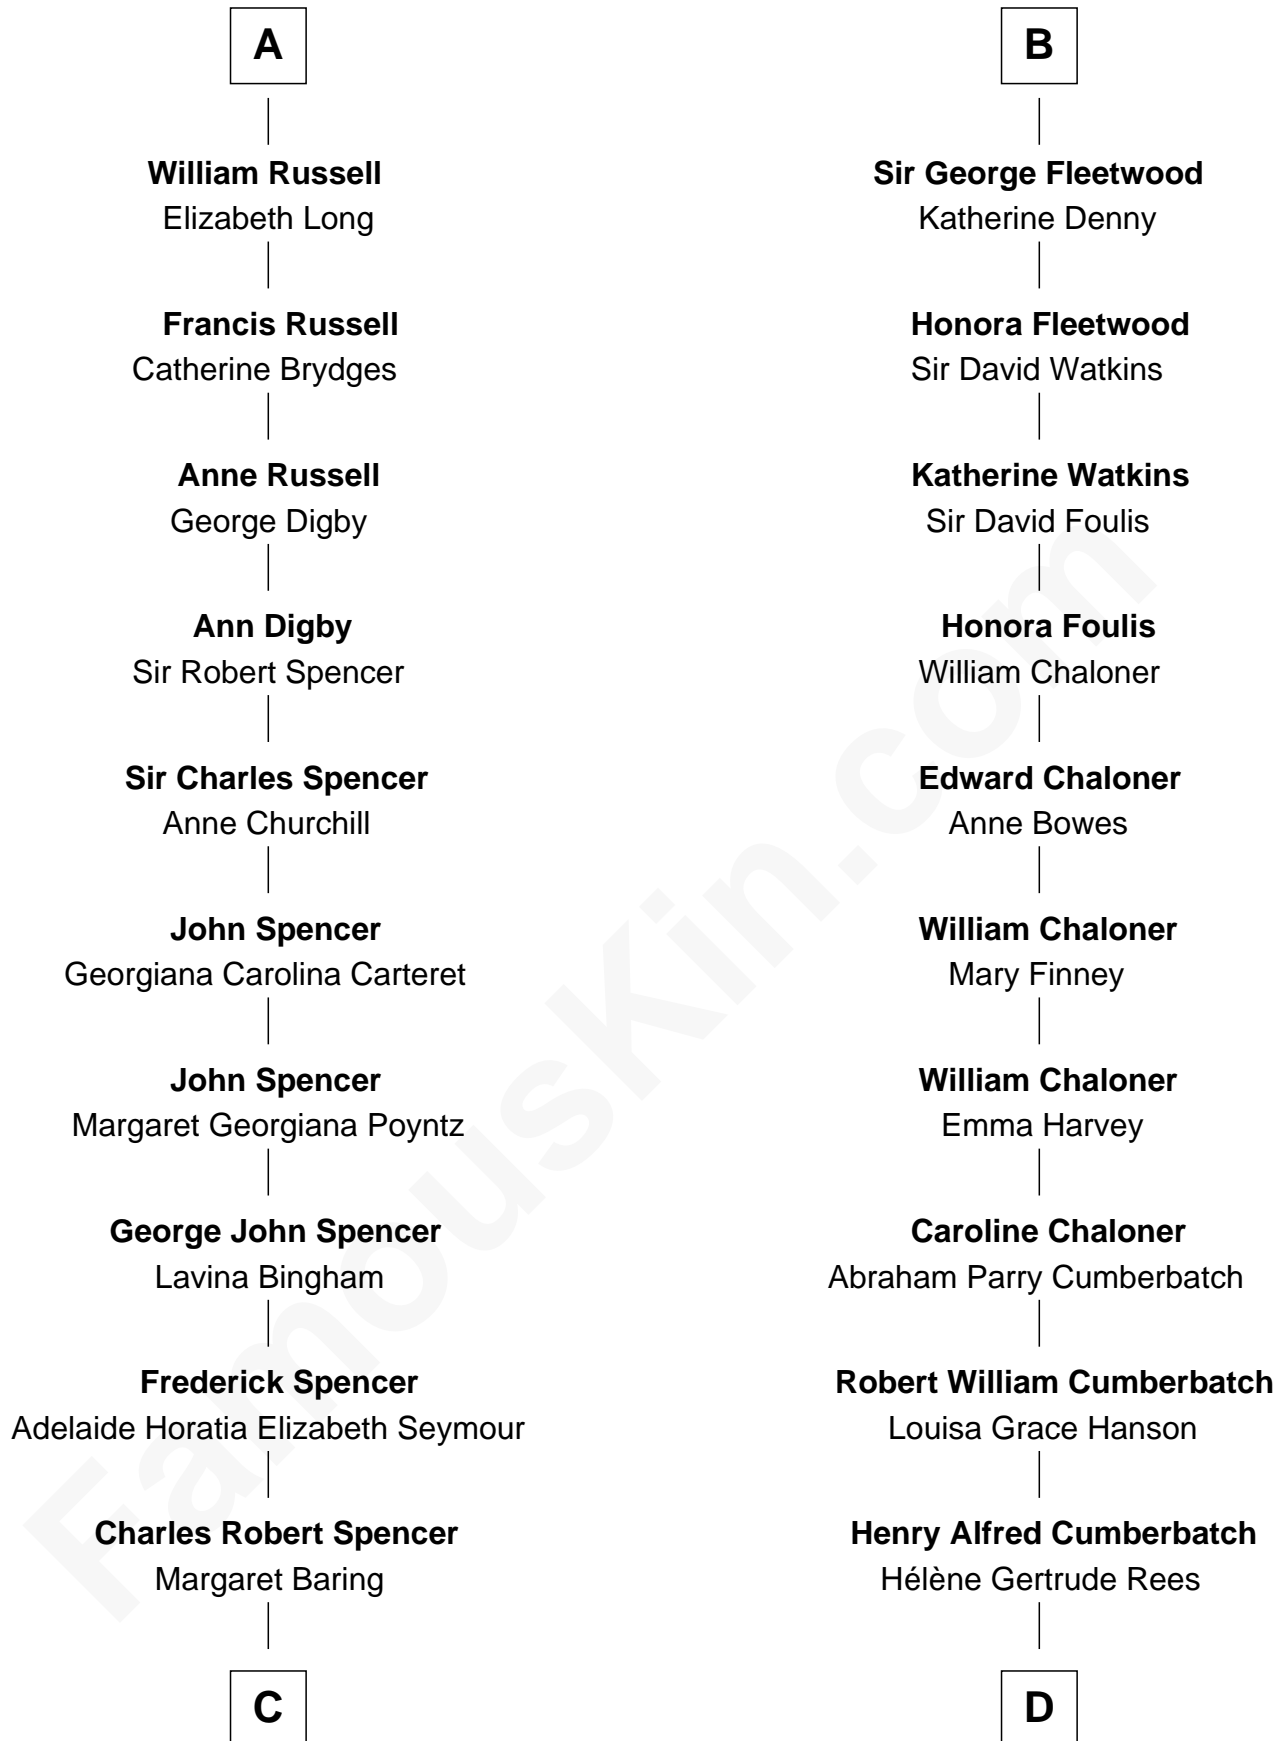 A
William Russell
Elizabeth Long
Francis Russell
Catherine Brydges
Anne Russell
George Digby
Ann Digby
Sir Robert Spencer
Sir Charles Spencer
Anne Churchill
John Spencer
Georgiana Carolina Carteret
John Spencer
Margaret Georgiana Poyntz
George John Spencer
Lavina Bingham
Frederick Spencer
Adelaide Horatia Elizabeth Seymour
Charles Robert Spencer
Margaret Baring
C
B
Sir George Fleetwood
Katherine Denny
Honora Fleetwood
Sir David Watkins
Katherine Watkins
Sir David Foulis
Honora Foulis
William Chaloner
Edward Chaloner
Anne Bowes
William Chaloner
Mary Finney
William Chaloner
Emma Harvey
Caroline Chaloner
Abraham Parry Cumberbatch
Robert William Cumberbatch
Louisa Grace Hanson
Henry Alfred Cumberbatch
Hélène Gertrude Rees
D
FamousKin.com